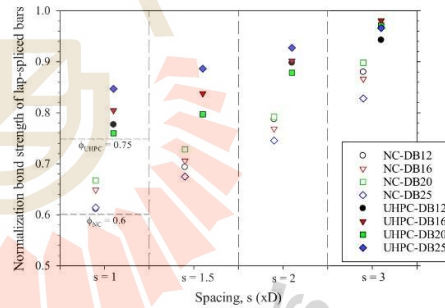 Normalization bond strength of lap-spliced bars
1.0
0.9
0.8
0.7
0.6
0.5
ϕUHPC = 0.75
ϕNC = 0.6
NC-DB12
NC-DB16
NC-DB20
NC-DB25
UHPC-DB12
UHPC-DB16
UHPC-DB20
UHPC-DB25
s = 1
s = 1.5
s = 2
s = 3
Spacing, s (xD)